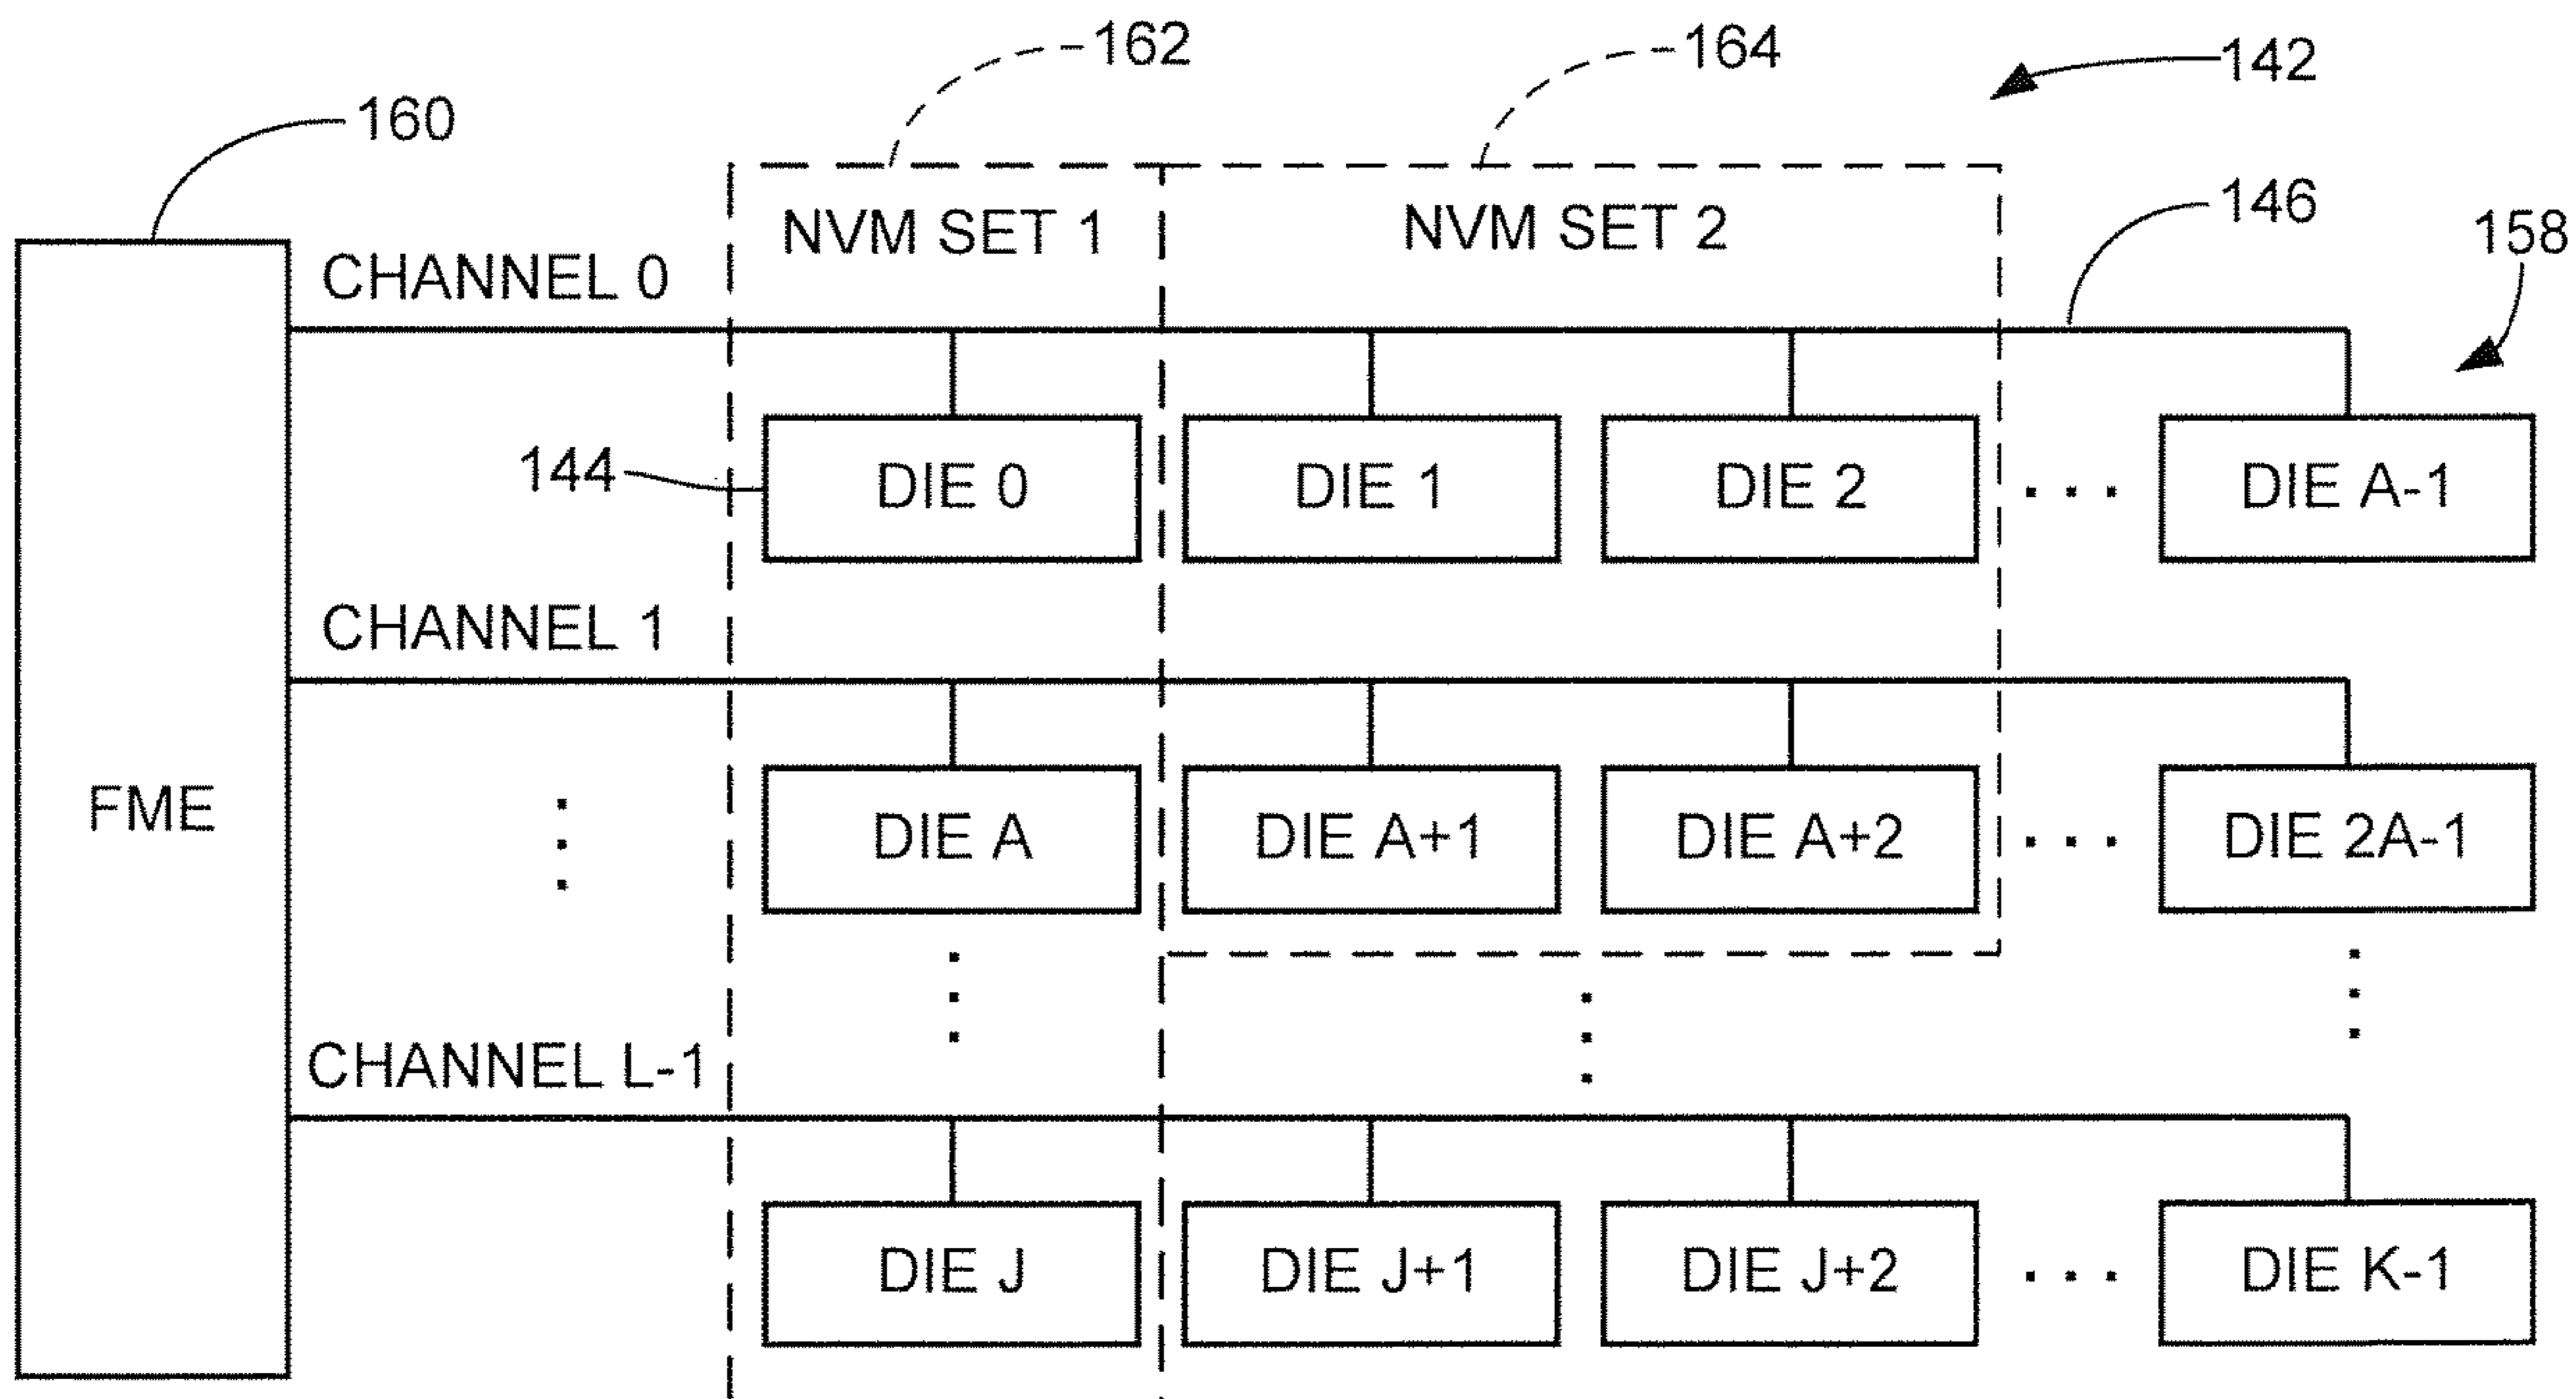 162
164
142
160
146
158
NVM SET 1
NVM SET 2
CHANNEL 0
144
DIE 0
DIE 1
DIE 2
. . .
DIE A-1
CHANNEL 1
FME
DIE A
DIE A+1
DIE A+2
. . .
DIE 2A-1
CHANNEL L-1
DIE J
DIE J+1
DIE J+2
. . .
DIE K-1